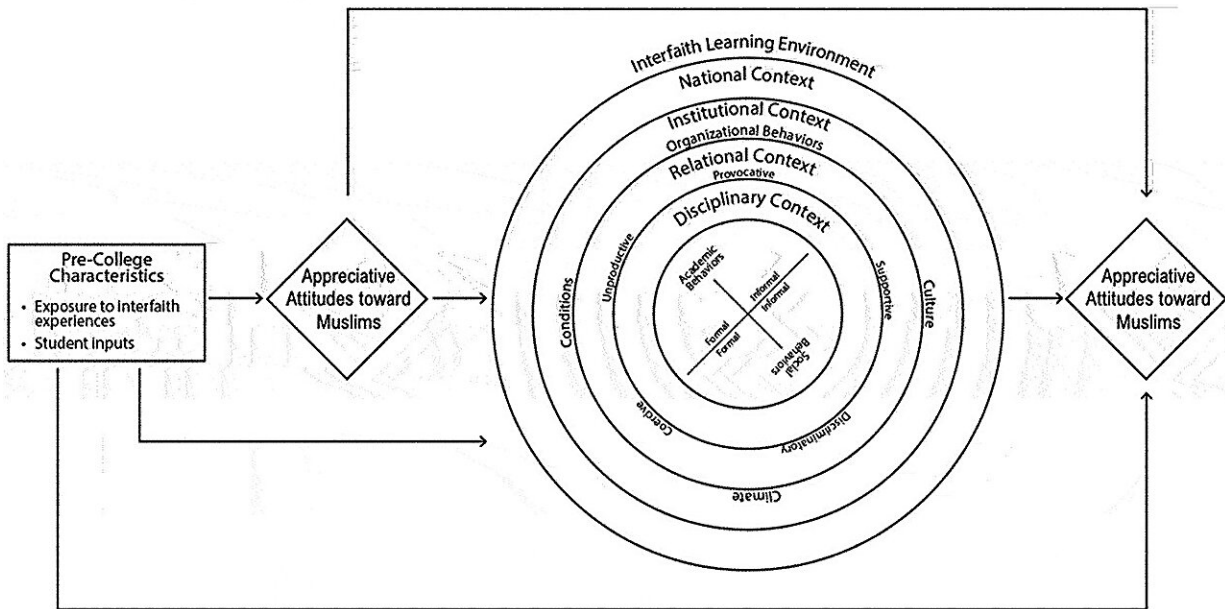 Pre-College
Characteristics
• Exposure to interfaith
experiences
• Student inputs
Appreciative
Attitudes toward
Muslims
Interfaith Learning Environment
National Context
Institutional Context
Organizational Behaviors
Relational Context
Provocative
Disciplinary Context
Unproductive
Conditions
Supportive
Culture
Academic
Behaviors
Informal
Informal
Formal
Formal
Social
Behaviors
Coercive
Discriminatory
Climate
Appreciative
Attitudes toward
Muslims